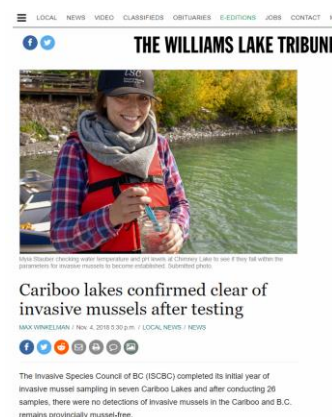 LOCAL NEWS VIDEO CLASSIFIEDS OBITUARIES E-EDITIONS JOBS CONTACT
THE WILLIAMS LAKE TRIBUN
ISC
Myia Stauber checking water temperature and pH levels at Chimney Lake to see if they fall within the
parameters for invasive mussels to become established. Submitted photo.
Cariboo lakes confirmed clear of
invasive mussels after testing
MAX WINKELMAN / Nov. 4, 2018 5:30 p.m. / LOCAL NEWS / NEWS
The Invasive Species Council of BC (ISCBC) completed its initial year of
invasive mussel sampling in seven Cariboo Lakes and after conducting 26
samples, there were no detections of invasive mussels in the Cariboo and B.C.
remains provincially mussel-free.